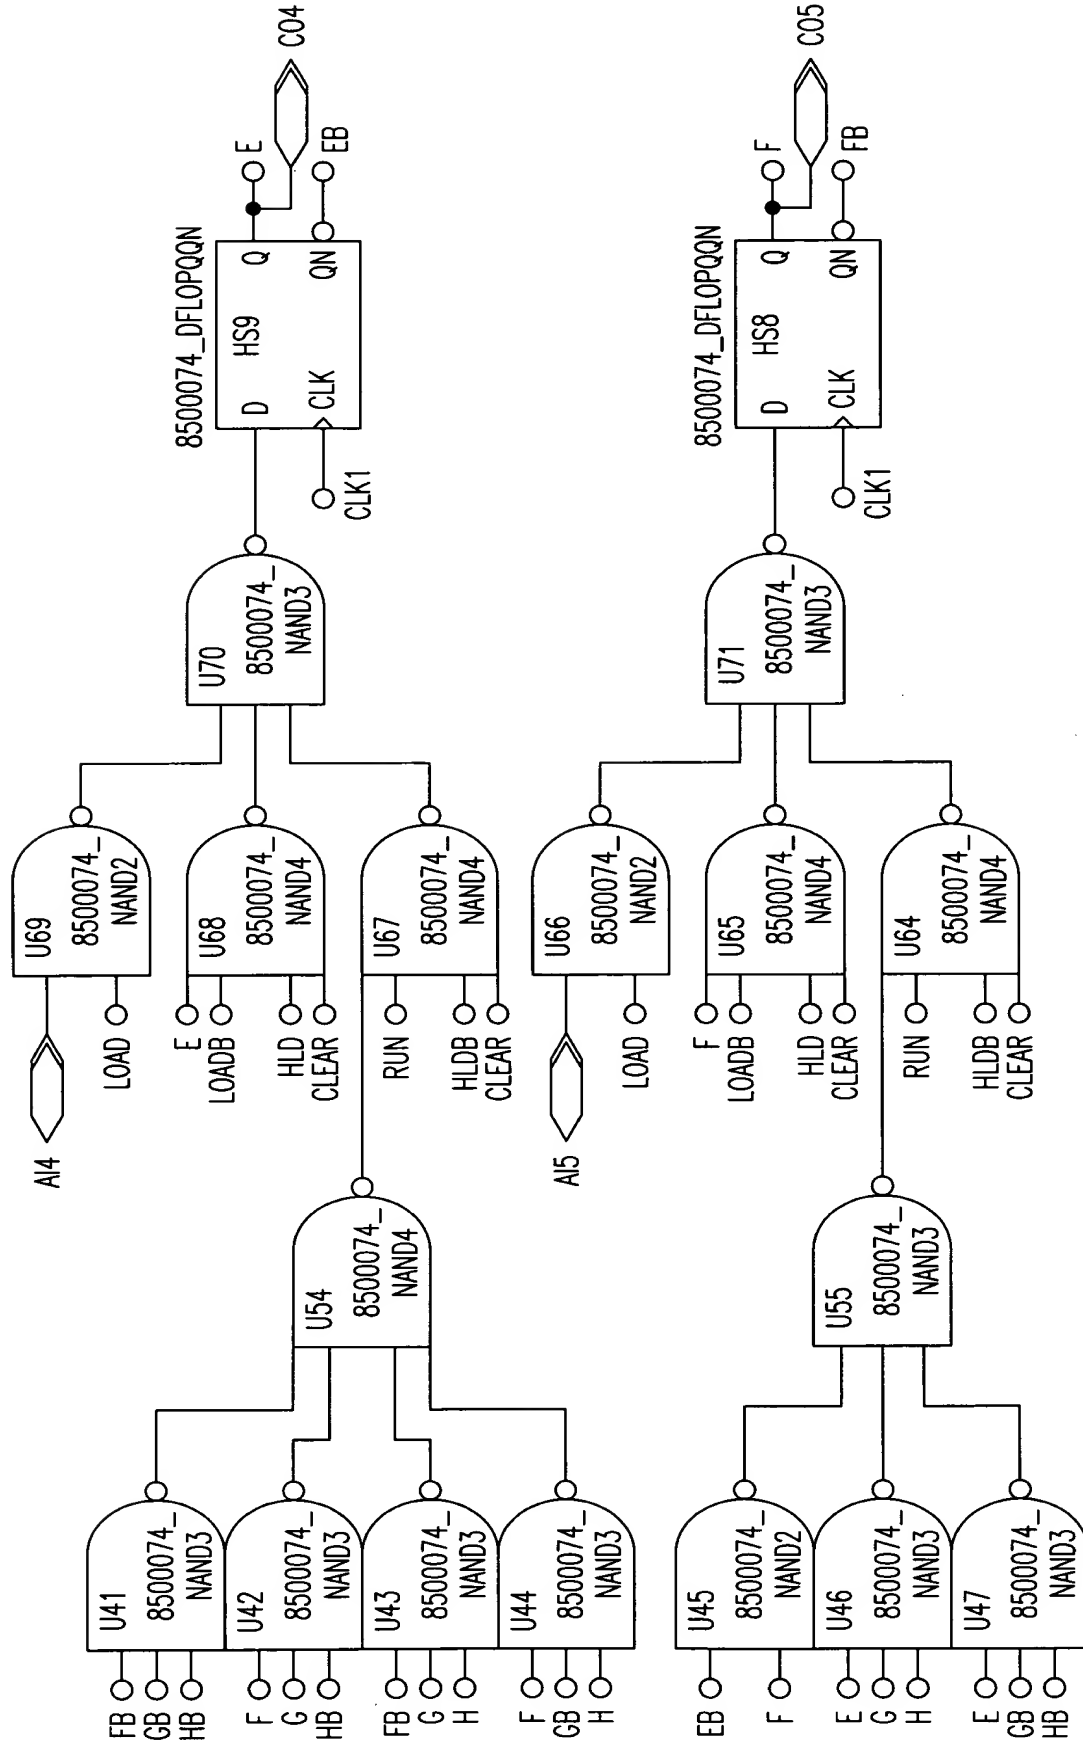 FB
GB
HB
U41
8500074_
NAND3
F
G
HB
U42
8500074_
NAND3
FB
G
H
U43
8500074_
NAND3
F
GB
H
U44
8500074_
NAND3
U54
8500074_
NAND4
AI4
LOAD
U69
8500074_
NAND2
E
LOADB
HLD
CLEAR
U68
8500074_
NAND4
RUN
HLDB
CLEAR
U67
8500074_
NAND4
U70
8500074_
NAND3
CLK1
8500074_DFLOPQQN
D
HS9
Q
CLK
QN
E
EB
CO4
EB
F
U45
8500074_
NAND2
E
G
H
U46
8500074_
NAND3
E
GB
HB
U47
8500074_
NAND3
U55
8500074_
NAND3
AI5
LOAD
U66
8500074_
NAND2
F
LOADB
HLD
CLEAR
U65
8500074_
NAND4
RUN
HLDB
CLEAR
U64
8500074_
NAND4
U71
8500074_
NAND3
CLK1
8500074_DFLOPQQN
D
HS8
Q
CLK
QN
F
FB
CO5